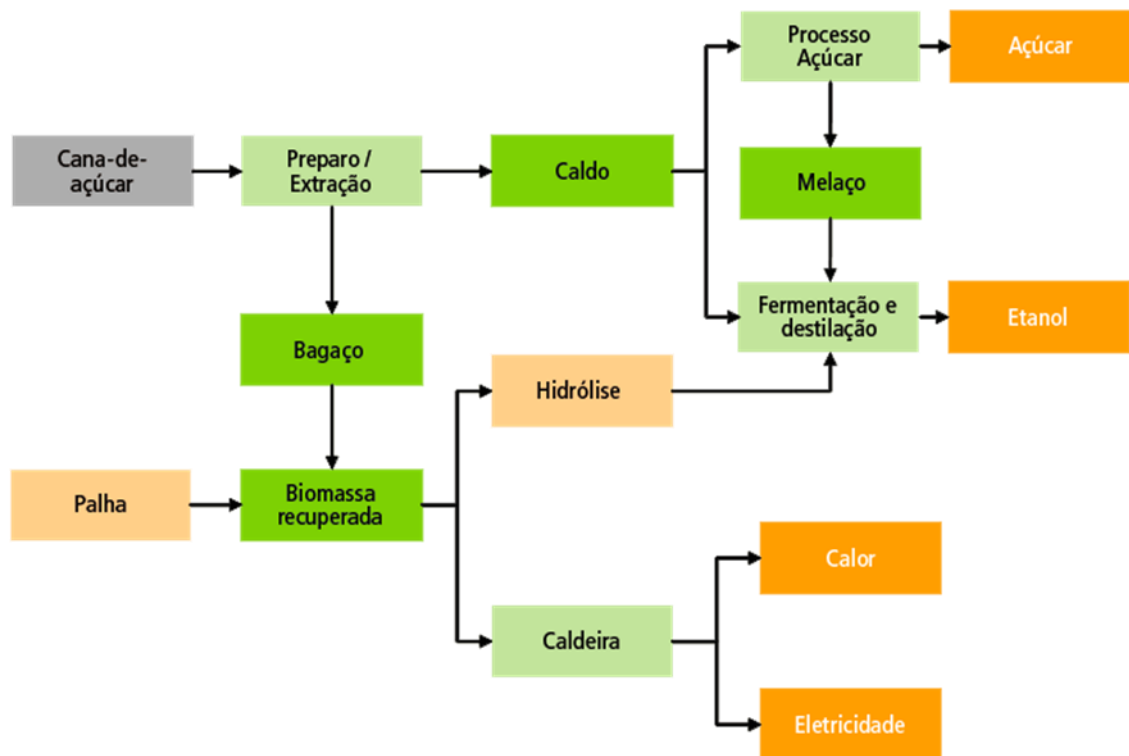 Processo
Açúcar
Açúcar
Cana-de-
açúcar
Preparo /
Extração
Caldo
Melaço
Fermentação e
destilação
Etanol
Bagaço
Hidrólise
Palha
Biomassa
recuperada
Calor
Caldeira
Eletricidade